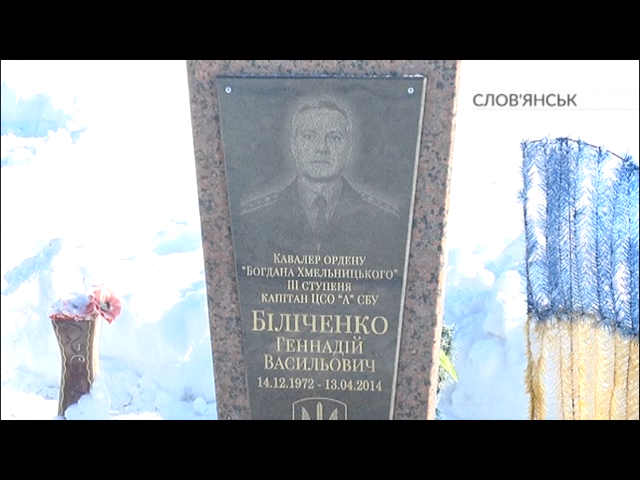 СЛОВ'ЯНСЬК
КАВАЛЕР ОРДЕНУ
"БОГДАНА ХМЕЛЬНИЦЬКОГО"
ІІІ СТУПЕНЯ
КАПІТАН ЦСО "А" СБУ
БІЛІЧЕНКО
ГЕННАДІЙ
ВАСИЛЬОВИЧ
14.12.1972 - 13.04.2014